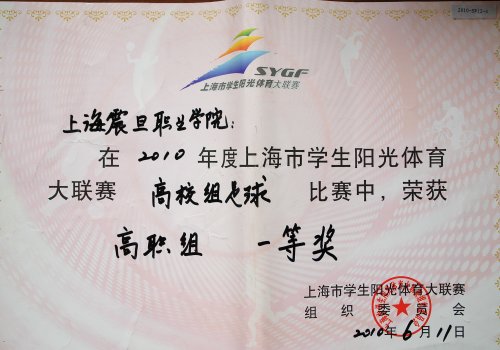 2010-SP12-4
SYGF
上海市学生阳光体育大联赛
上海震旦职业学院：
在 2010 年度上海市学生阳光体育
大联赛 高校组毛球 比赛中，荣获
高职组 一等奖
上海市学生阳光体育大联赛
组织委员会
2010年6月11日